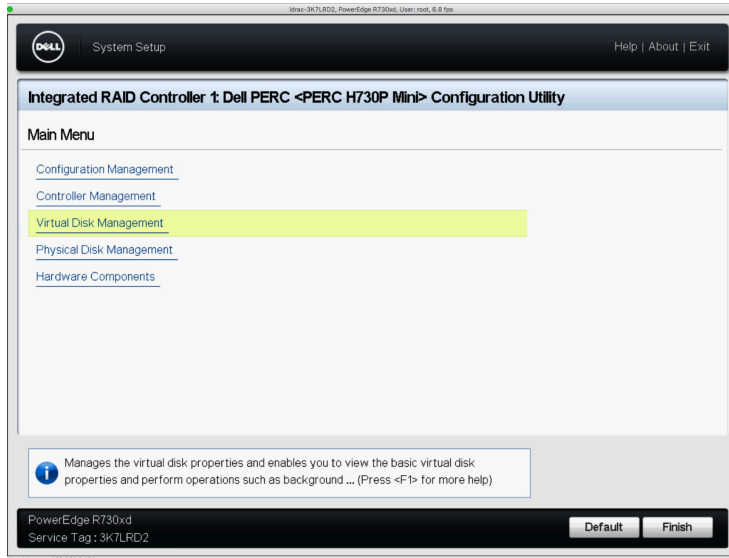 idrac-3K7LRD2, PowerEdge R730xd, User: root, 6.8 fps
DELL
System Setup
Help | About | Exit
Integrated RAID Controller 1: Dell PERC <PERC H730P Mini> Configuration Utility
Main Menu
Configuration Management
Controller Management
Virtual Disk Management
Physical Disk Management
Hardware Components
Manages the virtual disk properties and enables you to view the basic virtual disk
properties and perform operations such as background ... (Press <F1> for more help)
PowerEdge R730xd
Service Tag : 3K7LRD2
Default
Finish